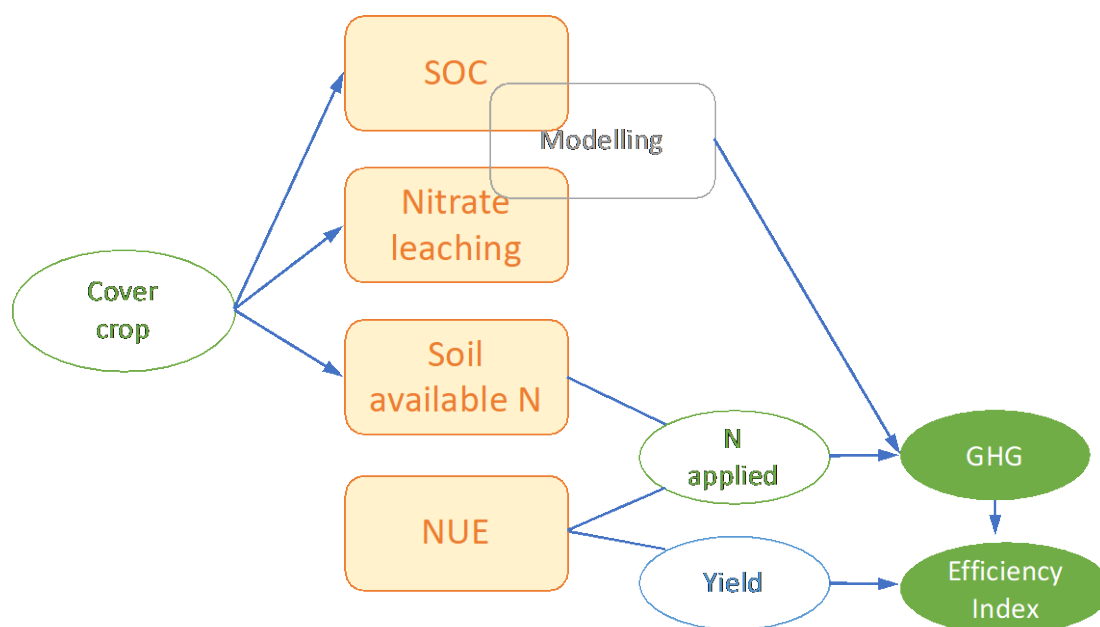 SOC
Modelling
Nitrate
leaching
Cover
crop
Soil
available N
N
applied
GHG
NUE
Yield
Efficiency
Index